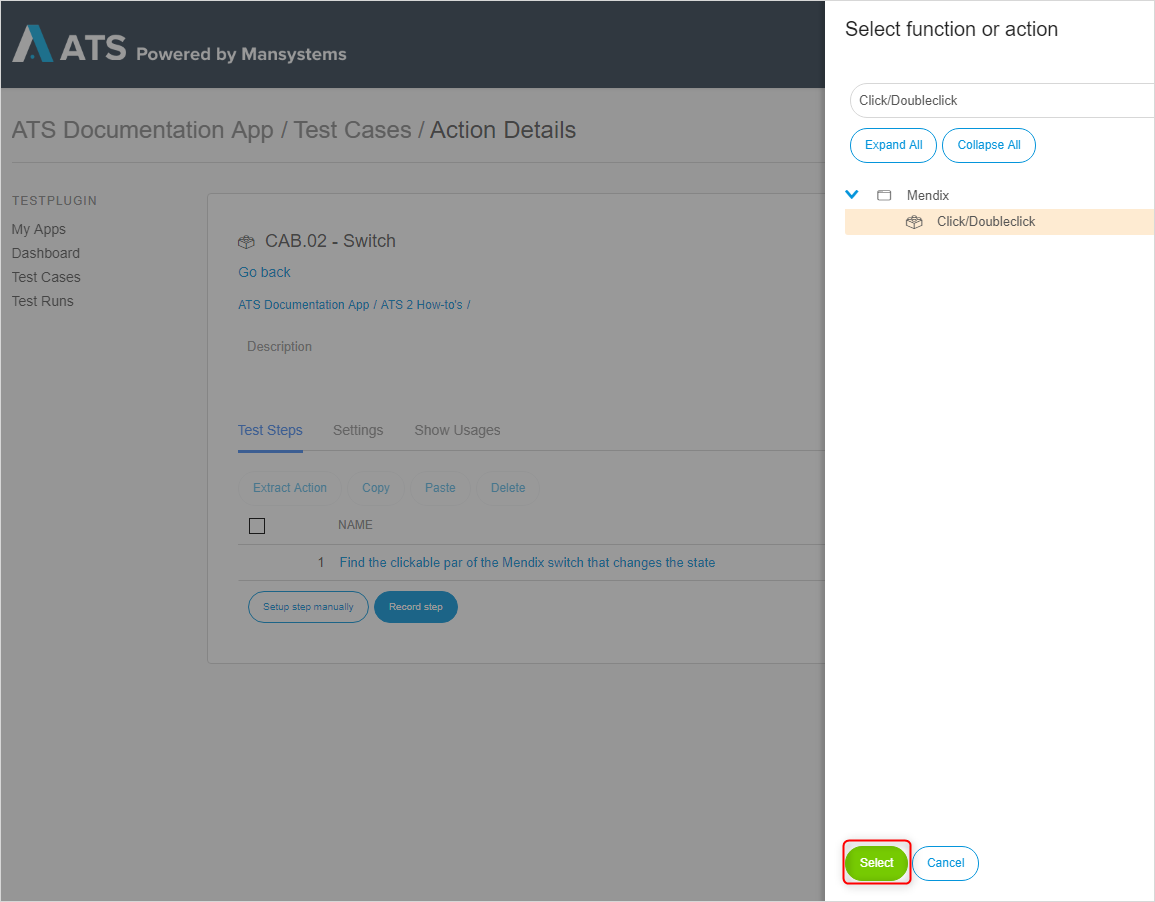 ATS Powered by Mansystems
ATS Documentation App / Test Cases / Action Details
TESTPLUGIN
My Apps
Dashboard
Test Cases
Test Runs
CAB.02 - Switch
Go back
ATS Documentation App / ATS 2 How-to's /
Description
Test Steps Settings Show Usages
Extract Action Copy Paste Delete
NAME
1 Find the clickable par of the Mendix switch that changes the state
Setup step manually Record step
Select function or action
Click/Doubleclick
Expand All Collapse All
Mendix
Click/Doubleclick
Select Cancel